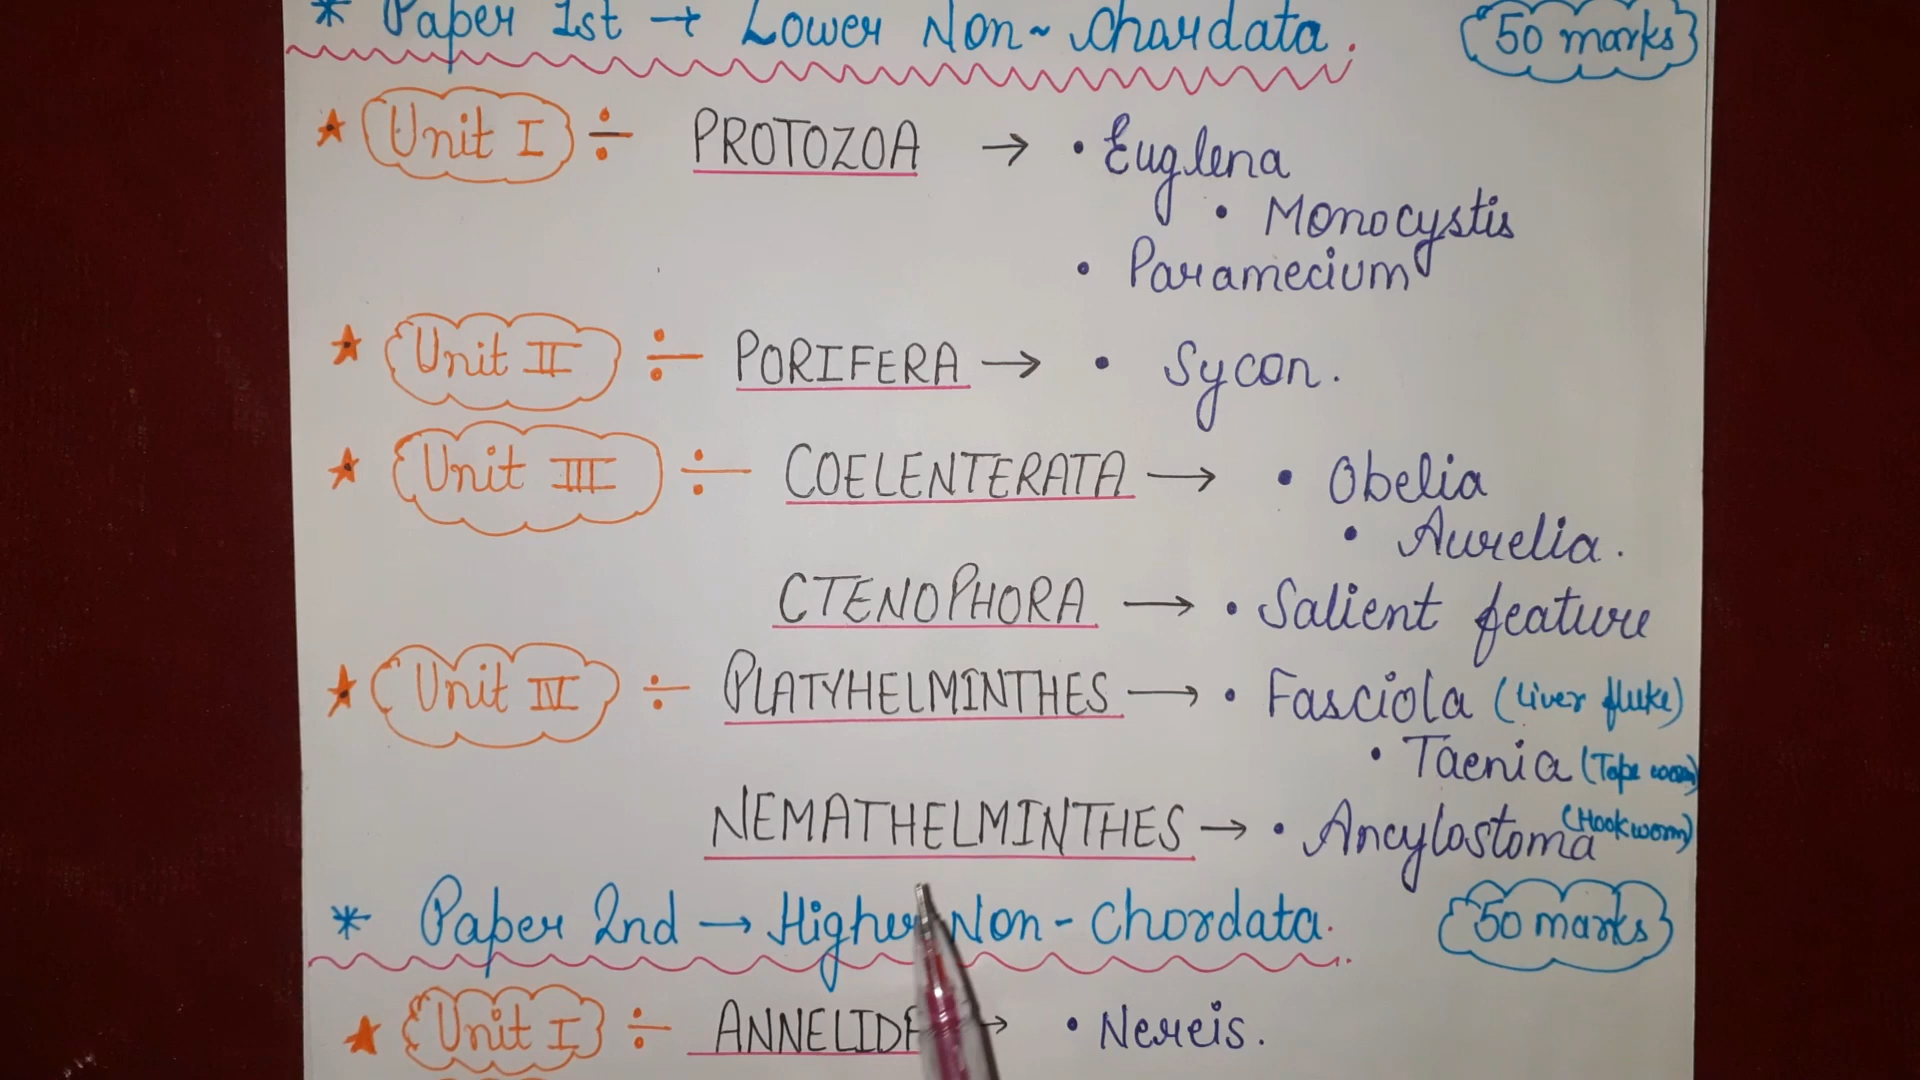 * Paper 1st → Lower Non~Chordata. 50 marks
★ Unit I ÷ PROTOZOA → • Euglena
• Monocystis
• Paramecium
★ Unit II ÷ PORIFERA → • Sycon.
★ Unit III ÷ COELENTERATA → • Obelia
• Aurelia.
CTENOPHORA → • Salient feature
★ Unit IV ÷ PLATYHELMINTHES → • Fasciola (Liver fluke)
• Taenia (Tape worm)
NEMATHELMINTHES → • Ancylostoma (Hookworm)
* Paper 2nd → Higher Non-Chordata. 50 marks
★ Unit I ÷ ANNELIDA → • Nereis.